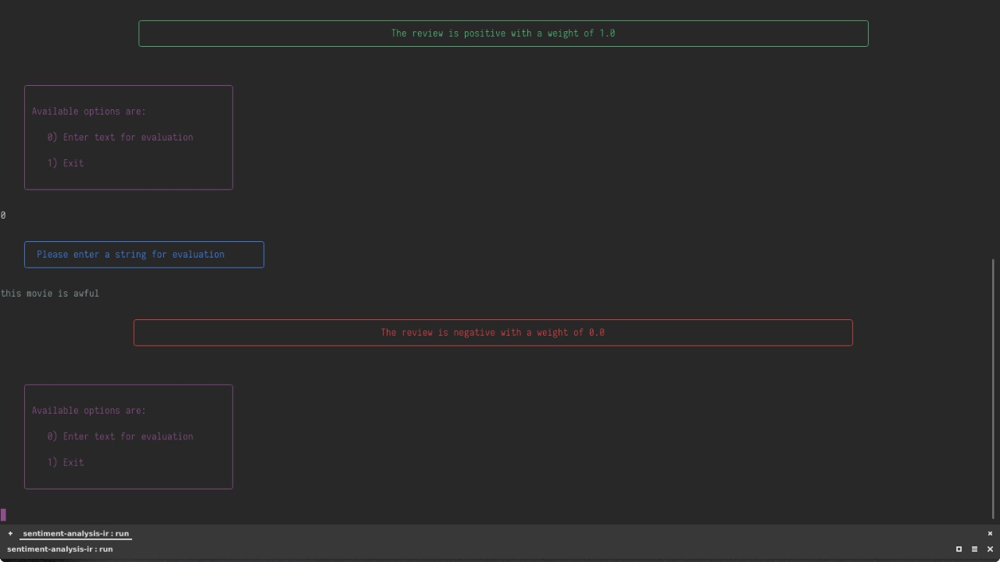 The review is positive with a weight of 1.0
Available options are:
0) Enter text for evaluation
1) Exit
0
Please enter a string for evaluation
this movie is awful
The review is negative with a weight of 0.0
Available options are:
0) Enter text for evaluation
1) Exit
sentiment-analysis-ir : run
sentiment-analysis-ir : run